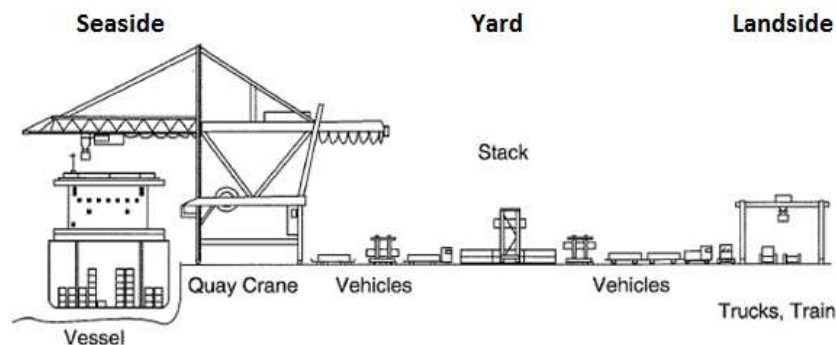 Seaside
Yard
Landside
Stack
Quay Crane
Vehicles
Vehicles
Trucks, Train
Vessel